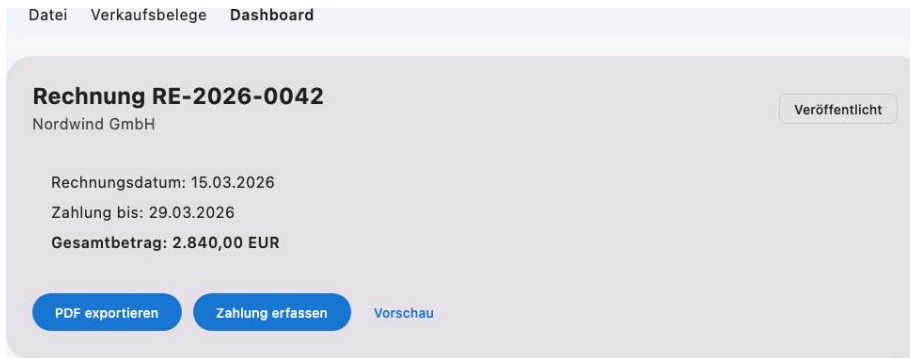 Datei Verkaufsbelege Dashboard
Rechnung RE-2026-0042
Nordwind GmbH
Veröffentlicht
Rechnungsdatum: 15.03.2026
Zahlung bis: 29.03.2026
Gesamtbetrag: 2.840,00 EUR
PDF exportieren Zahlung erfassen Vorschau